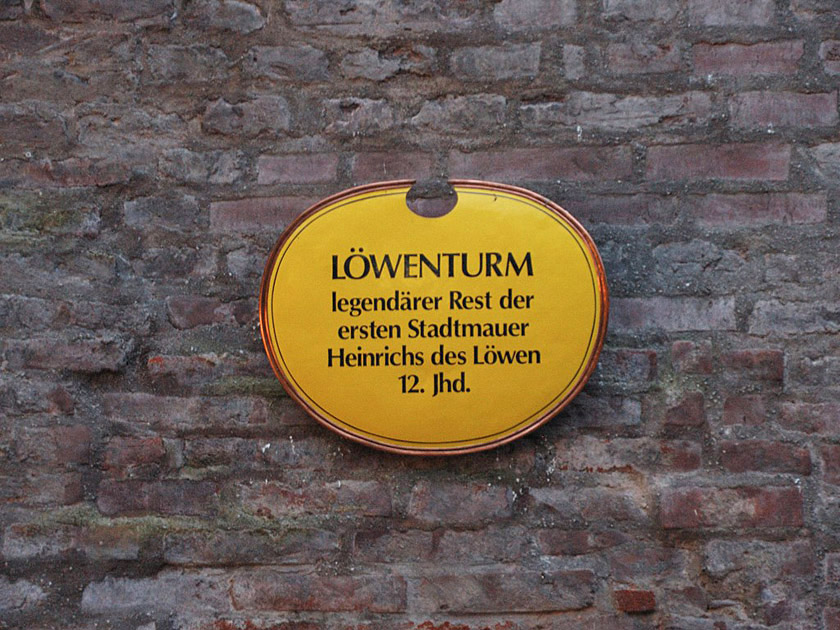 LÖWENTURM
legendärer Rest der
ersten Stadtmauer
Heinrichs des Löwen
12. Jhd.